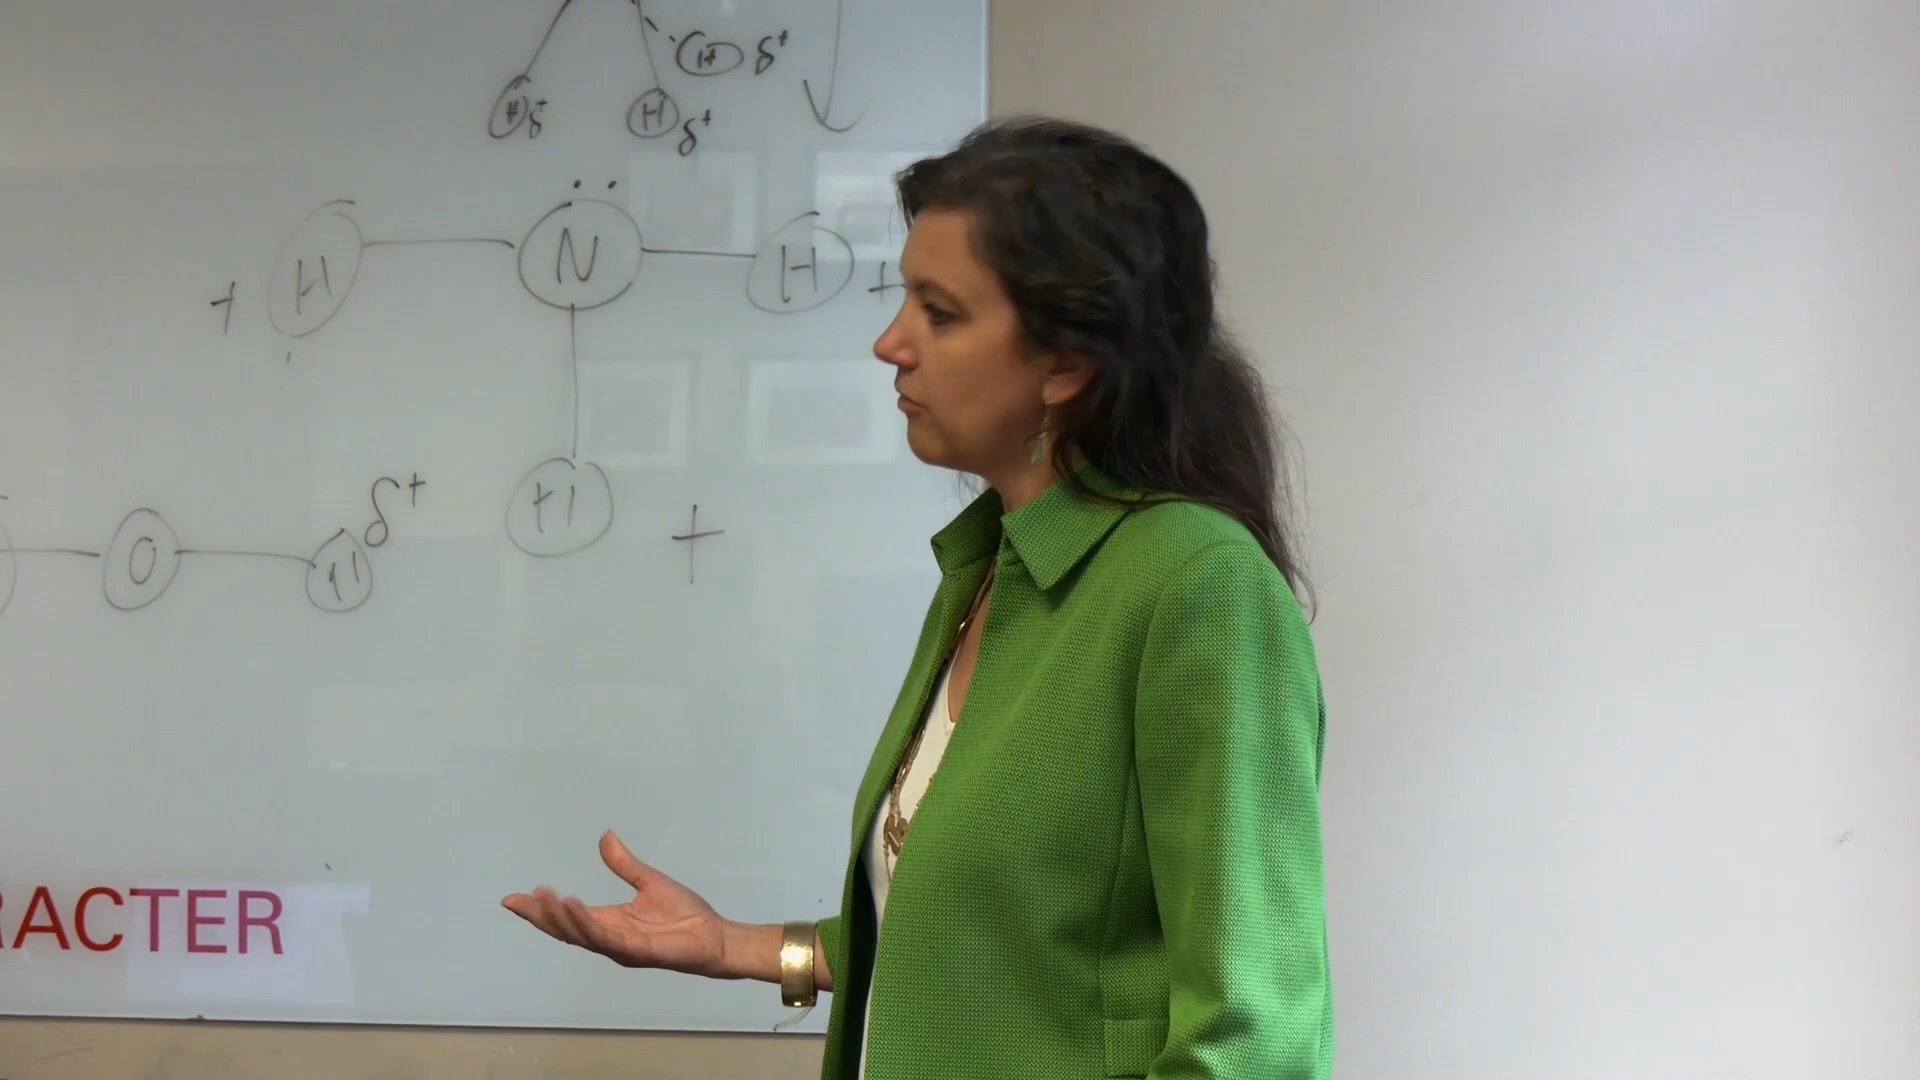 H δ+
H δ+ H δ+
+ H N H +
δ+
O H H +
RACTER